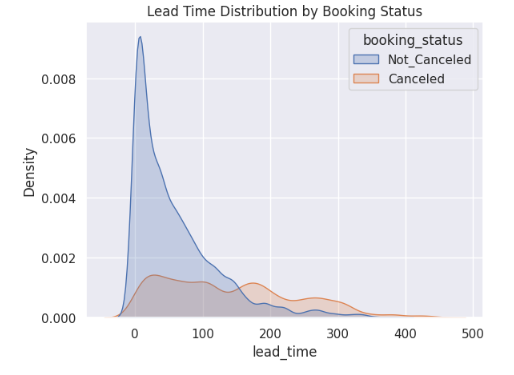 Lead Time Distribution by Booking Status
booking_status
Not_Canceled
Canceled
Density
0.008
0.006
0.004
0.002
0.000
0 100 200 300 400 500
lead_time